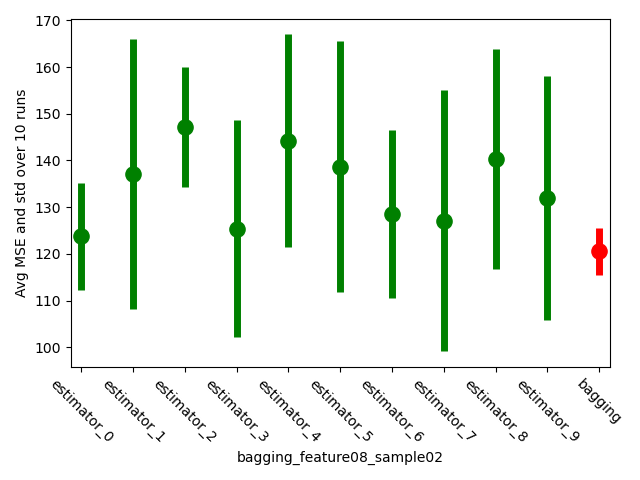 Avg MSE and std over 10 runs
170
160
150
140
130
120
110
100
estimator_0
estimator_1
estimator_2
estimator_3
estimator_4
estimator_5
estimator_6
estimator_7
estimator_8
estimator_9
bagging
bagging_feature08_sample02